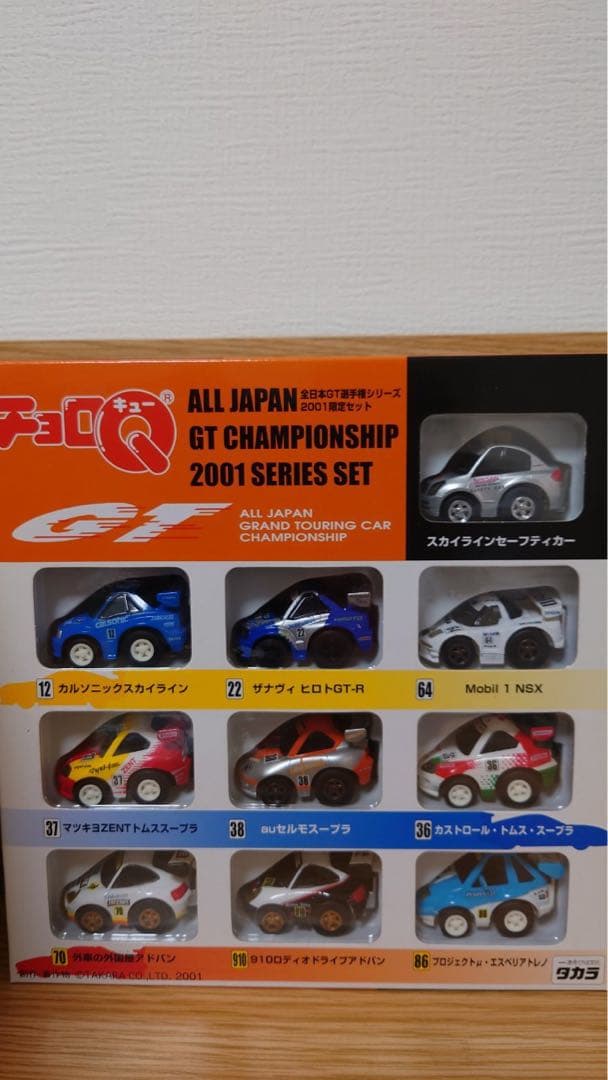 チョロQ
キュー
®
ALL JAPAN
全日本GT選手権シリーズ
2001限定セット
GT CHAMPIONSHIP
2001 SERIES SET
GT
ALL JAPAN
GRAND TOURING CAR
CHAMPIONSHIP
スカイラインセーフティカー
12 カルソニックスカイライン
22 ザナヴィ ヒロトGT-R
64 Mobil 1 NSX
37 マツキヨZENTトムススープラ
38 auセルモスープラ
36 カストロール・トムス・スープラ
70 外車の外国屋アドバン
910 910ロディオドライブアドバン
86 プロジェクトμ・エスペリアトレノ
©TAKARA CO.,LTD. 2001
タカラ